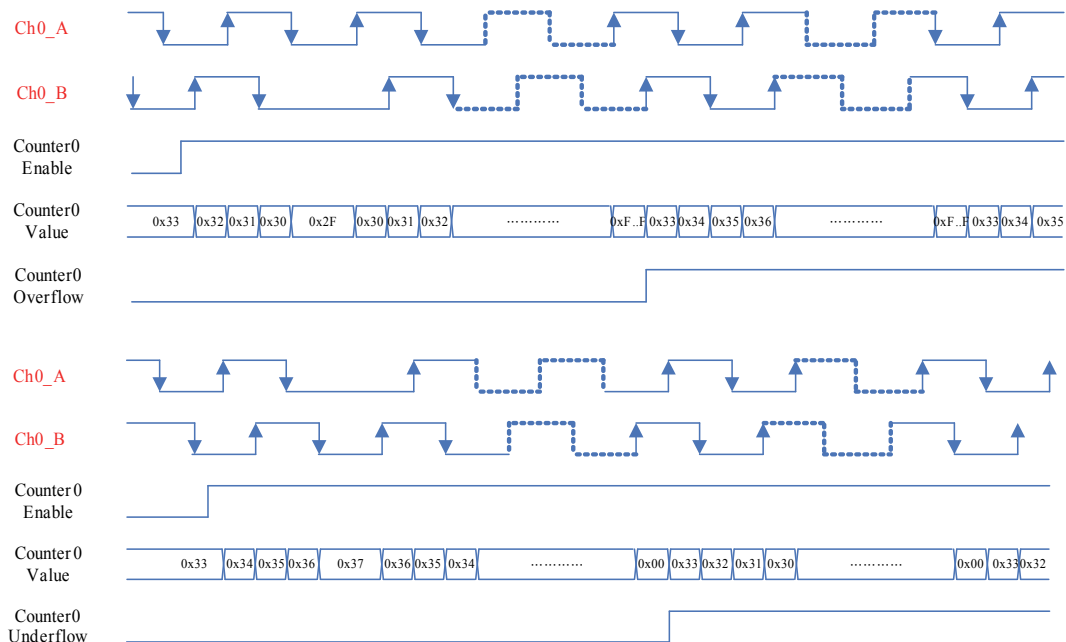 Ch0_A
Ch0_B
Counter0
Enable
Counter0
Value
0x33 0x32 0x31 0x30 0x2F 0x30 0x31 0x32 ………… 0xF..F 0x33 0x34 0x35 0x36 ………… 0xF..F 0x33 0x34 0x35
Counter0
Overflow
Ch0_A
Ch0_B
Counter0
Enable
Counter0
Value
0x33 0x34 0x35 0x36 0x37 0x36 0x35 0x34 ………… 0x00 0x33 0x32 0x31 0x30 ………… 0x00 0x33 0x32
Counter0
Underflow